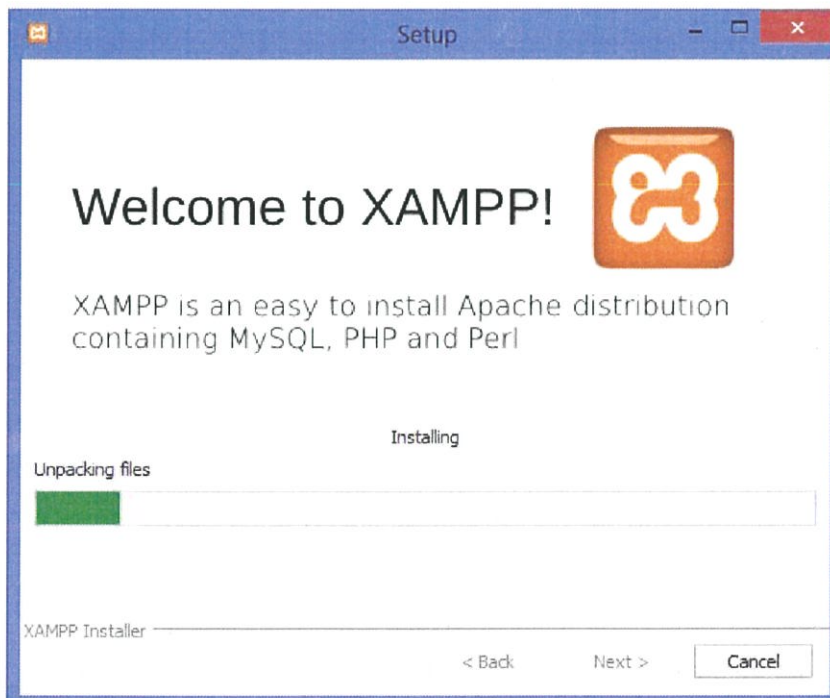 Setup
Welcome to XAMPP!
XAMPP is an easy to install Apache distribution
containing MySQL, PHP and Perl
Installing
Unpacking files
XAMPP Installer
< Back Next > Cancel